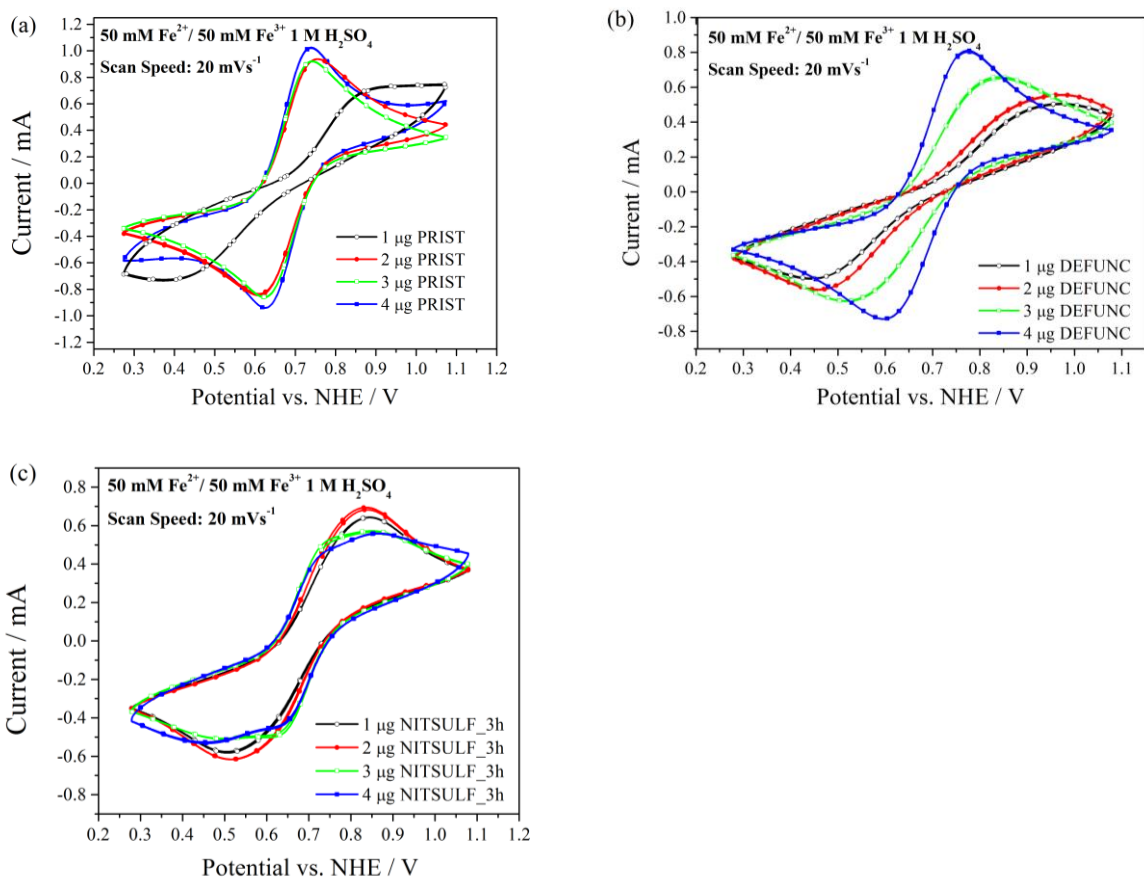 (a)
50 mM Fe²⁺/ 50 mM Fe³⁺ 1 M H₂SO₄
Scan Speed: 20 mVs⁻¹
1.2
1.0
0.8
0.6
0.4
0.2
0.0
-0.2
-0.4
-0.6
-0.8
-1.0
-1.2
Current / mA
1 µg PRIST
2 µg PRIST
3 µg PRIST
4 µg PRIST
0.2 0.3 0.4 0.5 0.6 0.7 0.8 0.9 1.0 1.1 1.2
Potential vs. NHE / V
(b)
50 mM Fe²⁺/ 50 mM Fe³⁺ 1 M H₂SO₄
Scan Speed: 20 mVs⁻¹
0.8
0.6
0.4
0.2
0.0
-0.2
-0.4
-0.6
-0.8
Current / mA
1 µg DEFUNC
2 µg DEFUNC
3 µg DEFUNC
4 µg DEFUNC
0.2 0.3 0.4 0.5 0.6 0.7 0.8 0.9 1.0 1.1
Potential vs. NHE / V
(c)
50 mM Fe²⁺/ 50 mM Fe³⁺ 1 M H₂SO₄
Scan Speed: 20 mVs⁻¹
0.8
0.6
0.4
0.2
0.0
-0.2
-0.4
-0.6
-0.8
Current / mA
1 µg NITSULF_3h
2 µg NITSULF_3h
3 µg NITSULF_3h
4 µg NITSULF_3h
0.2 0.3 0.4 0.5 0.6 0.7 0.8 0.9 1.0 1.1 1.2
Potential vs. NHE / V